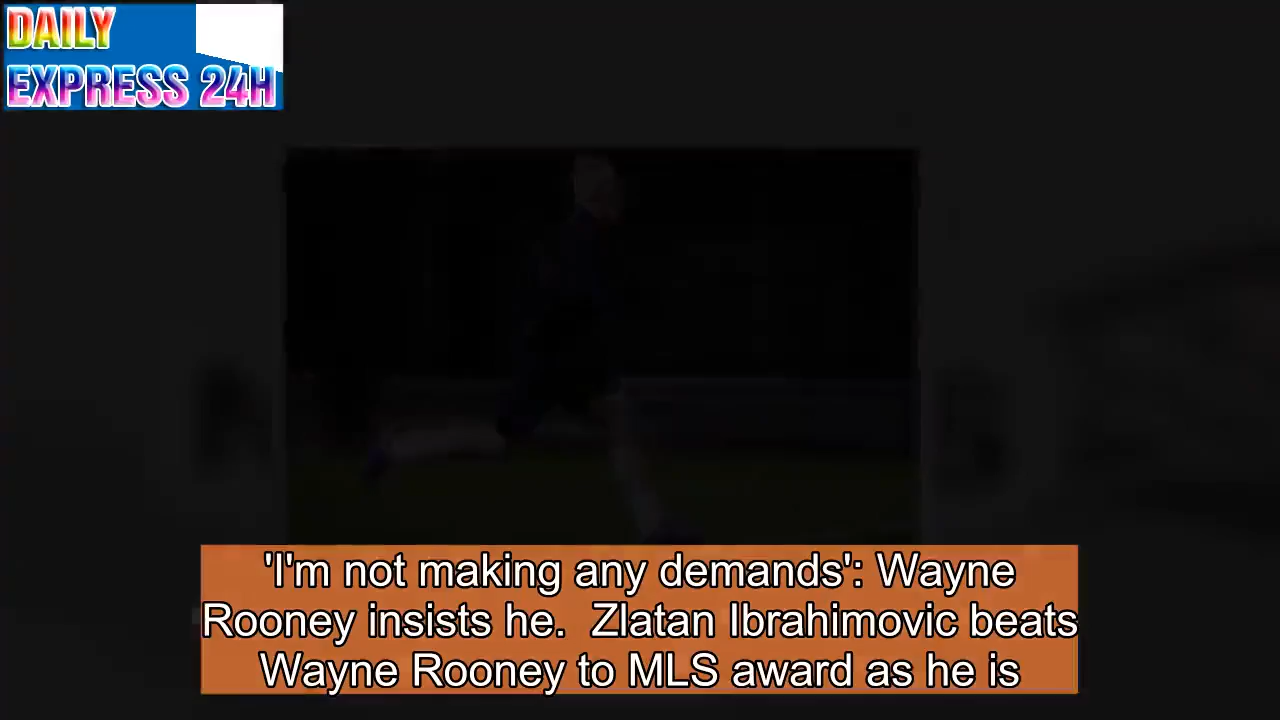 DAILY
EXPRESS 24H
'I'm not making any demands': Wayne
Rooney insists he.  Zlatan Ibrahimovic beats
Wayne Rooney to MLS award as he is